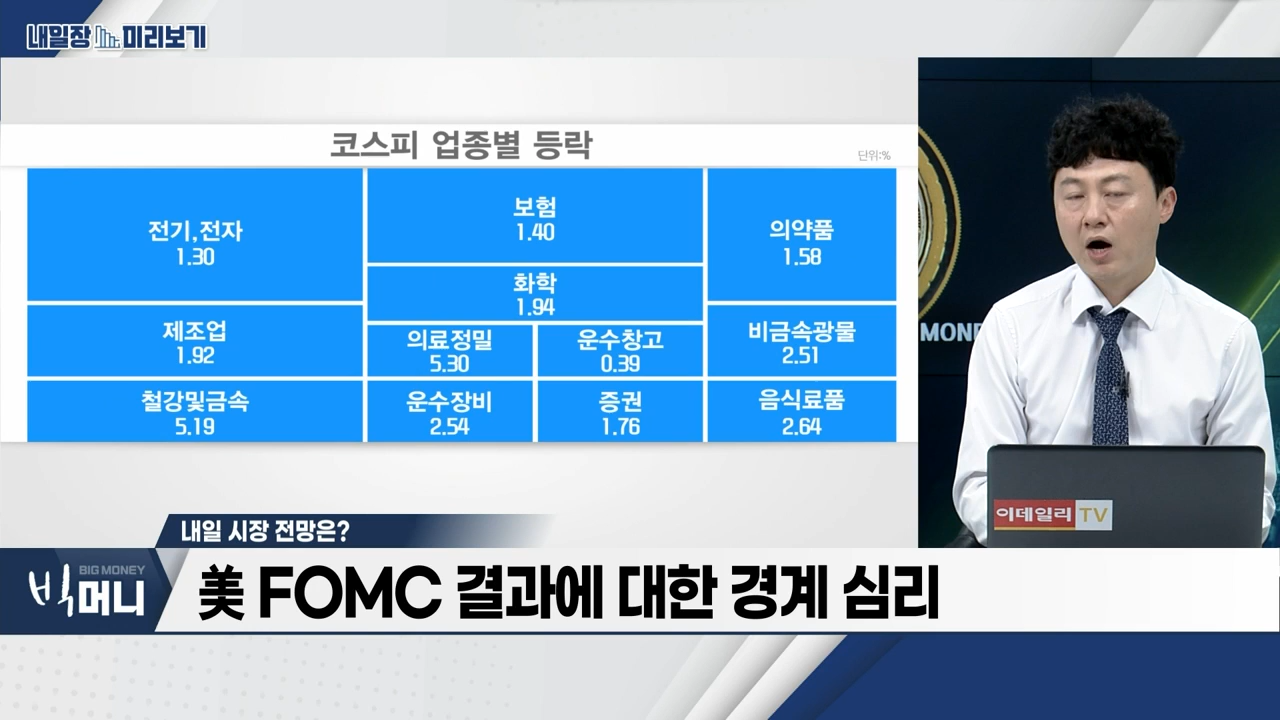 내일장 미리보기
코스피 업종별 등락
단위:%
전기,전자
1.30
보험
1.40
의약품
1.58
화학
1.94
제조업
1.92
의료정밀
5.30
운수창고
0.39
비금속광물
2.51
철강및금속
5.19
운수장비
2.54
증권
1.76
음식료품
2.64
MONE
이데일리 TV
내일 시장 전망은?
BIG MONEY
빅머니
美 FOMC 결과에 대한 경계 심리